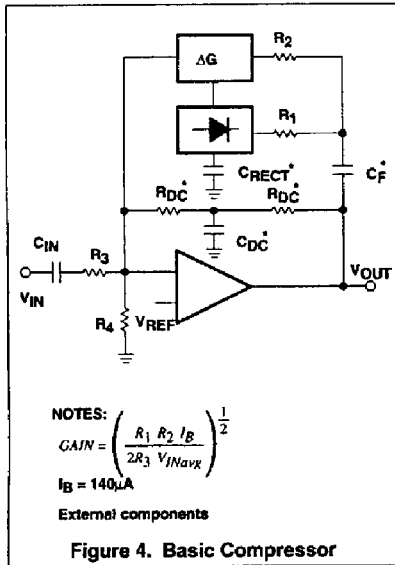 R2
ΔG
R1
CRECT*
CF*
RDC*
RDC*
CDC*
CIN
R3
VIN
VOUT
R4
VREF
NOTES:
GAIN = ( R1 R2 IB / 2R3 VINavg ) 1/2
IB = 140µA
External components
Figure 4. Basic Compressor